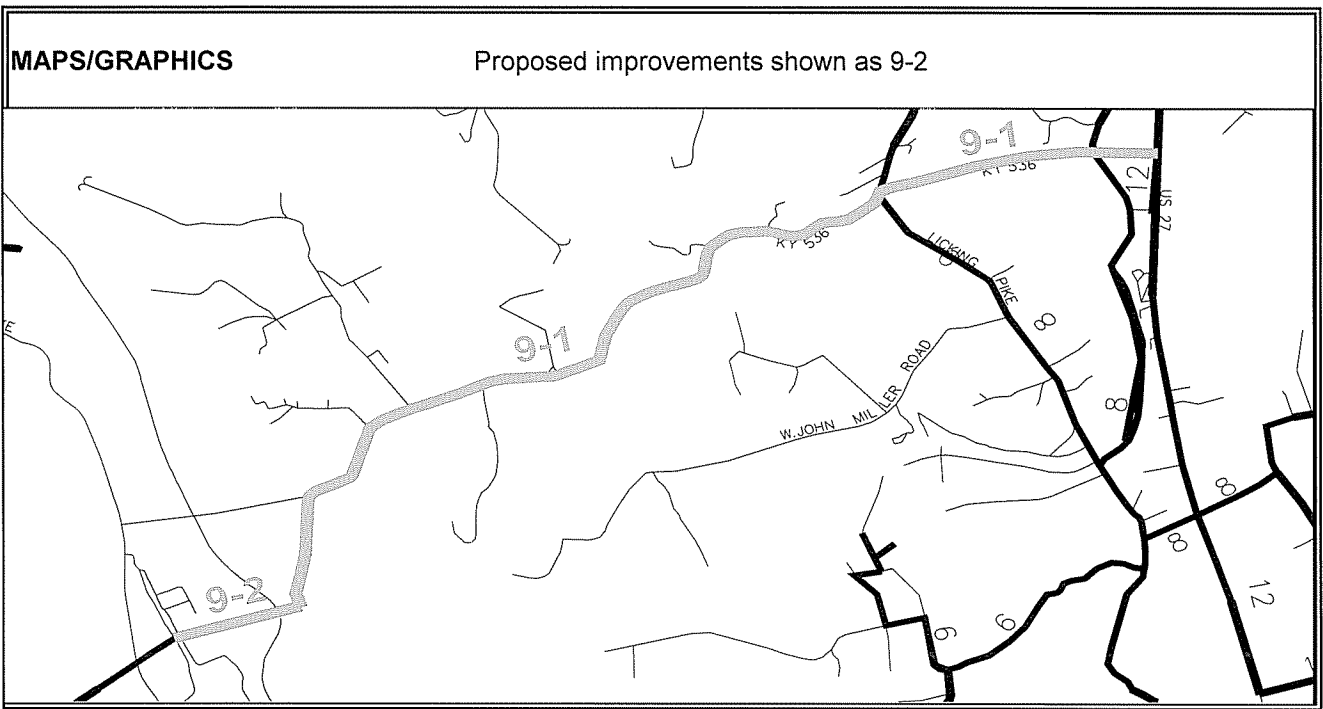 MAPS/GRAPHICS
Proposed improvements shown as 9-2
9-1
KY 536
12
US 27
KY 536
LICKING PIKE
8
9-1
W.JOHN MILLER ROAD
8
8
8
12
9-2
6
6
E